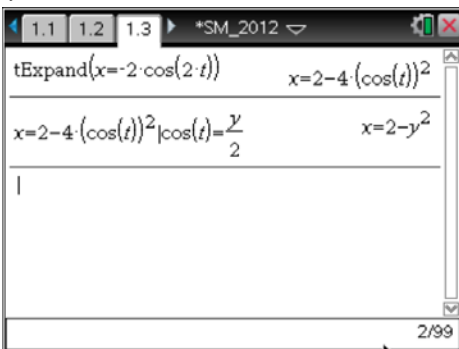 1.1 1.2 1.3 *SM_2012
tExpand(x=-2·cos(2·t)) x=2-4·(cos(t))²
x=2-4·(cos(t))²|cos(t)=y/2 x=2-y²
2/99